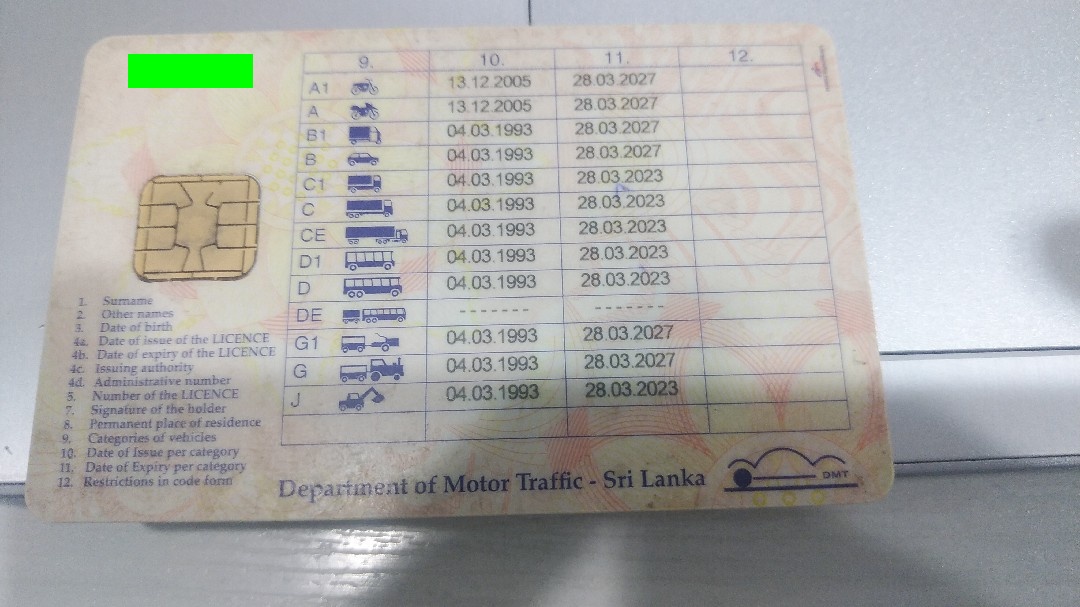 9. 10. 11. 12.
A1 13.12.2005 28.03.2027
A 13.12.2005 28.03.2027
B1 04.03.1993 28.03.2027
B 04.03.1993 28.03.2027
C1 04.03.1993 28.03.2023
C 04.03.1993 28.03.2023
CE 04.03.1993 28.03.2023
D1 04.03.1993 28.03.2023
D 04.03.1993 28.03.2023
DE ------- -------
G1 04.03.1993 28.03.2027
G 04.03.1993 28.03.2027
J 04.03.1993 28.03.2023
1. Surname
2. Other names
3. Date of birth
4a. Date of issue of the LICENCE
4b. Date of expiry of the LICENCE
4c. Issuing authority
4d. Administrative number
5. Number of the LICENCE
7. Signature of the holder
8. Permanent place of residence
9. Categories of vehicles
10. Date of Issue per category
11. Date of Expiry per category
12. Restrictions in code form
Department of Motor Traffic - Sri Lanka
DMT